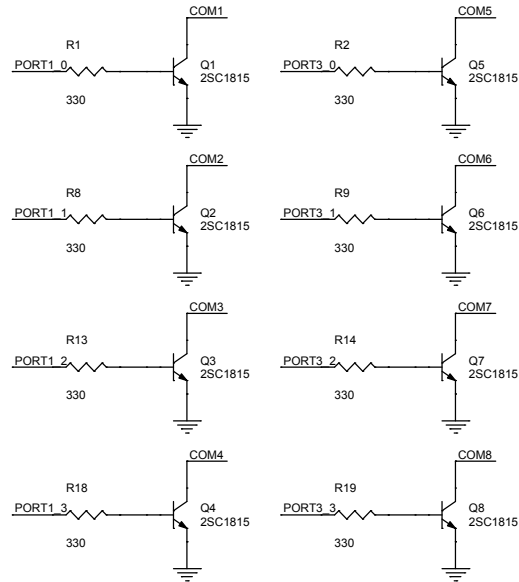 COM1
R1
PORT1_0
Q1
2SC1815
330
COM5
R2
PORT3_0
Q5
2SC1815
330
COM2
R8
PORT1_1
Q2
2SC1815
330
COM6
R9
PORT3_1
Q6
2SC1815
330
COM3
R13
PORT1_2
Q3
2SC1815
330
COM7
R14
PORT3_2
Q7
2SC1815
330
COM4
R18
PORT1_3
Q4
2SC1815
330
COM8
R19
PORT3_3
Q8
2SC1815
330